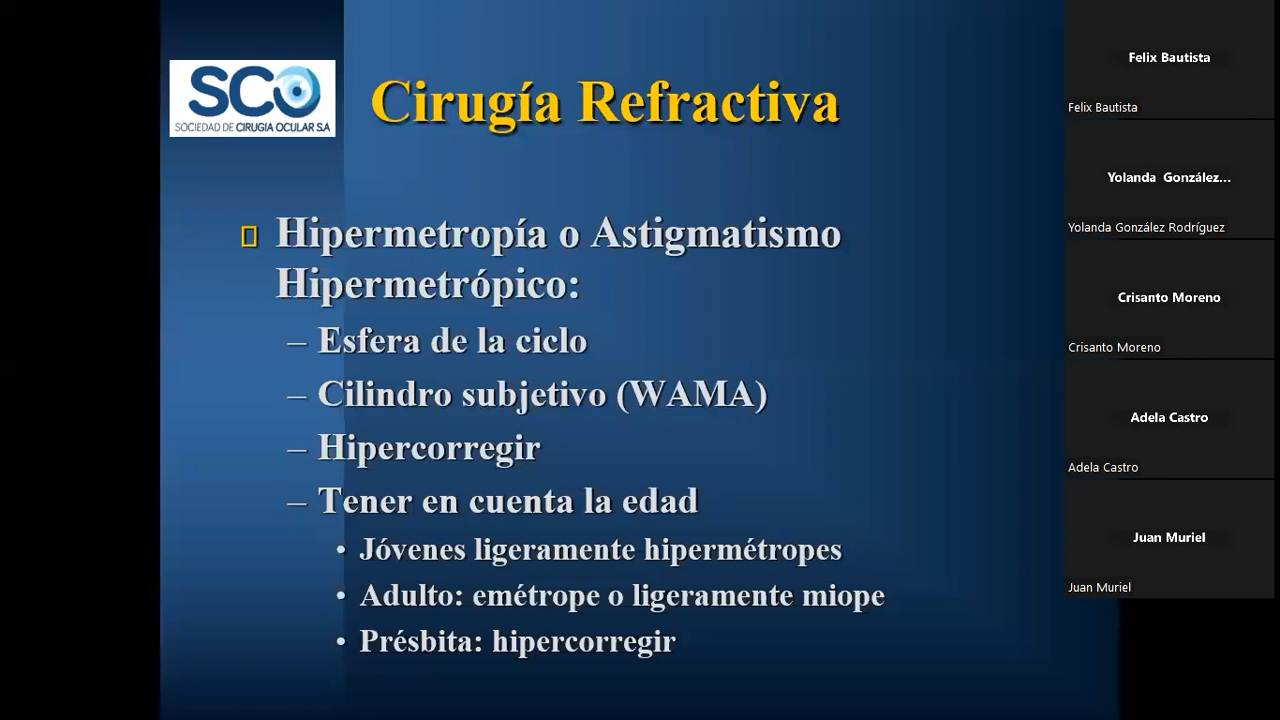 SCO
SOCIEDAD DE CIRUGIA OCULAR S.A
Cirugía Refractiva
Hipermetropía o Astigmatismo
Hipermetrópico:
– Esfera de la ciclo
– Cilindro subjetivo (WAMA)
– Hipercorregir
– Tener en cuenta la edad
• Jóvenes ligeramente hipermétropes
• Adulto: emétrope o ligeramente miope
• Présbita: hipercorregir
Felix Bautista
Felix Bautista
Yolanda González...
Yolanda González Rodríguez
Crisanto Moreno
Crisanto Moreno
Adela Castro
Adela Castro
Juan Muriel
Juan Muriel